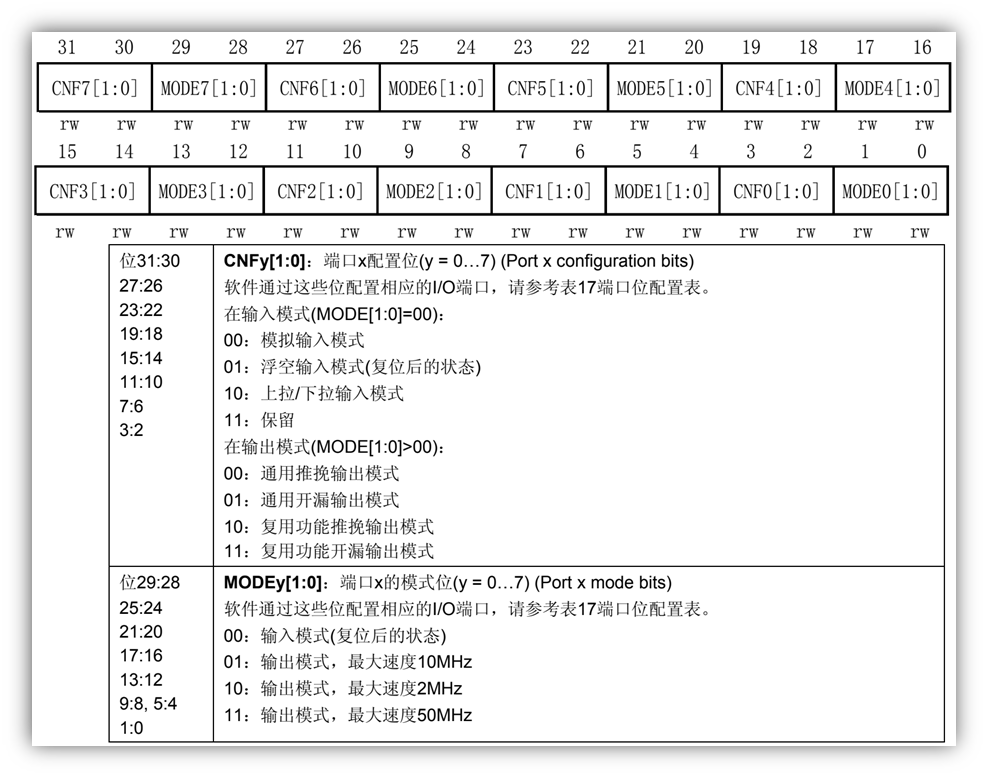 31 30 29 28 27 26 25 24 23 22 21 20 19 18 17 16
CNF7[1:0] MODE7[1:0] CNF6[1:0] MODE6[1:0] CNF5[1:0] MODE5[1:0] CNF4[1:0] MODE4[1:0]
rw rw rw rw rw rw rw rw rw rw rw rw rw rw rw rw
15 14 13 12 11 10 9 8 7 6 5 4 3 2 1 0
CNF3[1:0] MODE3[1:0] CNF2[1:0] MODE2[1:0] CNF1[1:0] MODE1[1:0] CNF0[1:0] MODE0[1:0]
rw rw rw rw rw rw rw rw rw rw rw rw rw rw rw rw
位31:30
27:26
23:22
19:18
15:14
11:10
7:6
3:2
CNFy[1:0]：端口x配置位(y = 0…7) (Port x configuration bits)
软件通过这些位配置相应的I/O端口，请参考表17端口位配置表。
在输入模式(MODE[1:0]=00)：
00：模拟输入模式
01：浮空输入模式(复位后的状态)
10：上拉/下拉输入模式
11：保留
在输出模式(MODE[1:0]>00)：
00：通用推挽输出模式
01：通用开漏输出模式
10：复用功能推挽输出模式
11：复用功能开漏输出模式
位29:28
25:24
21:20
17:16
13:12
9:8, 5:4
1:0
MODEy[1:0]：端口x的模式位(y = 0…7) (Port x mode bits)
软件通过这些位配置相应的I/O端口，请参考表17端口位配置表。
00：输入模式(复位后的状态)
01：输出模式，最大速度10MHz
10：输出模式，最大速度2MHz
11：输出模式，最大速度50MHz